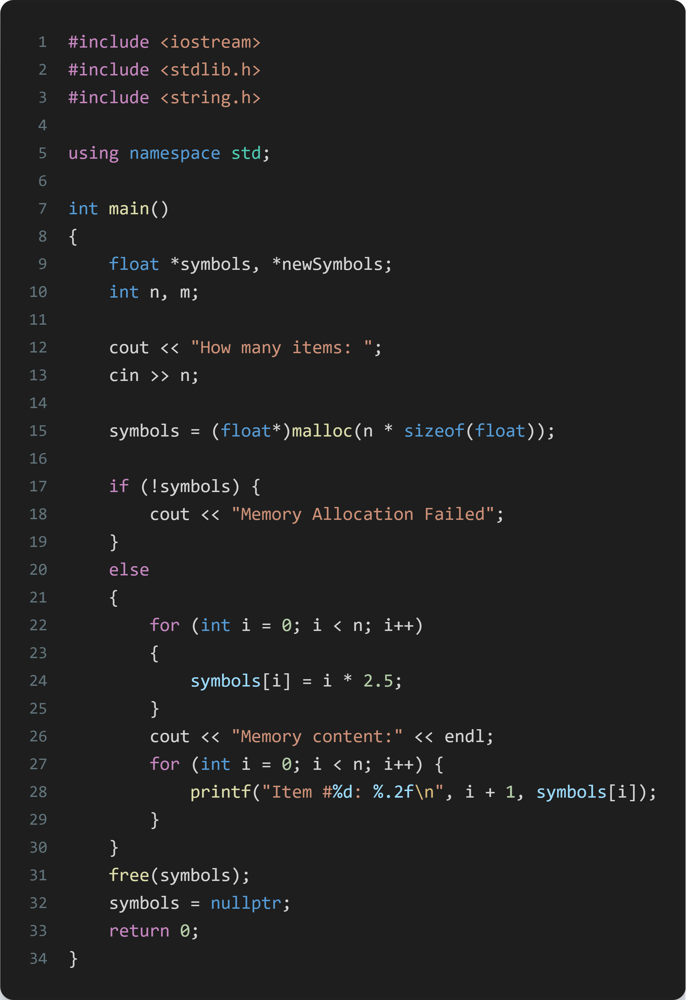 1 #include <iostream>
2 #include <stdlib.h>
3 #include <string.h>
4
5 using namespace std;
6
7 int main()
8 {
9     float *symbols, *newSymbols;
10     int n, m;
11
12     cout << "How many items: ";
13     cin >> n;
14
15     symbols = (float*)malloc(n * sizeof(float));
16
17     if (!symbols) {
18         cout << "Memory Allocation Failed";
19     }
20     else
21     {
22         for (int i = 0; i < n; i++)
23         {
24             symbols[i] = i * 2.5;
25         }
26         cout << "Memory content:" << endl;
27         for (int i = 0; i < n; i++) {
28             printf("Item #%d: %.2f\n", i + 1, symbols[i]);
29         }
30     }
31     free(symbols);
32     symbols = nullptr;
33     return 0;
34 }